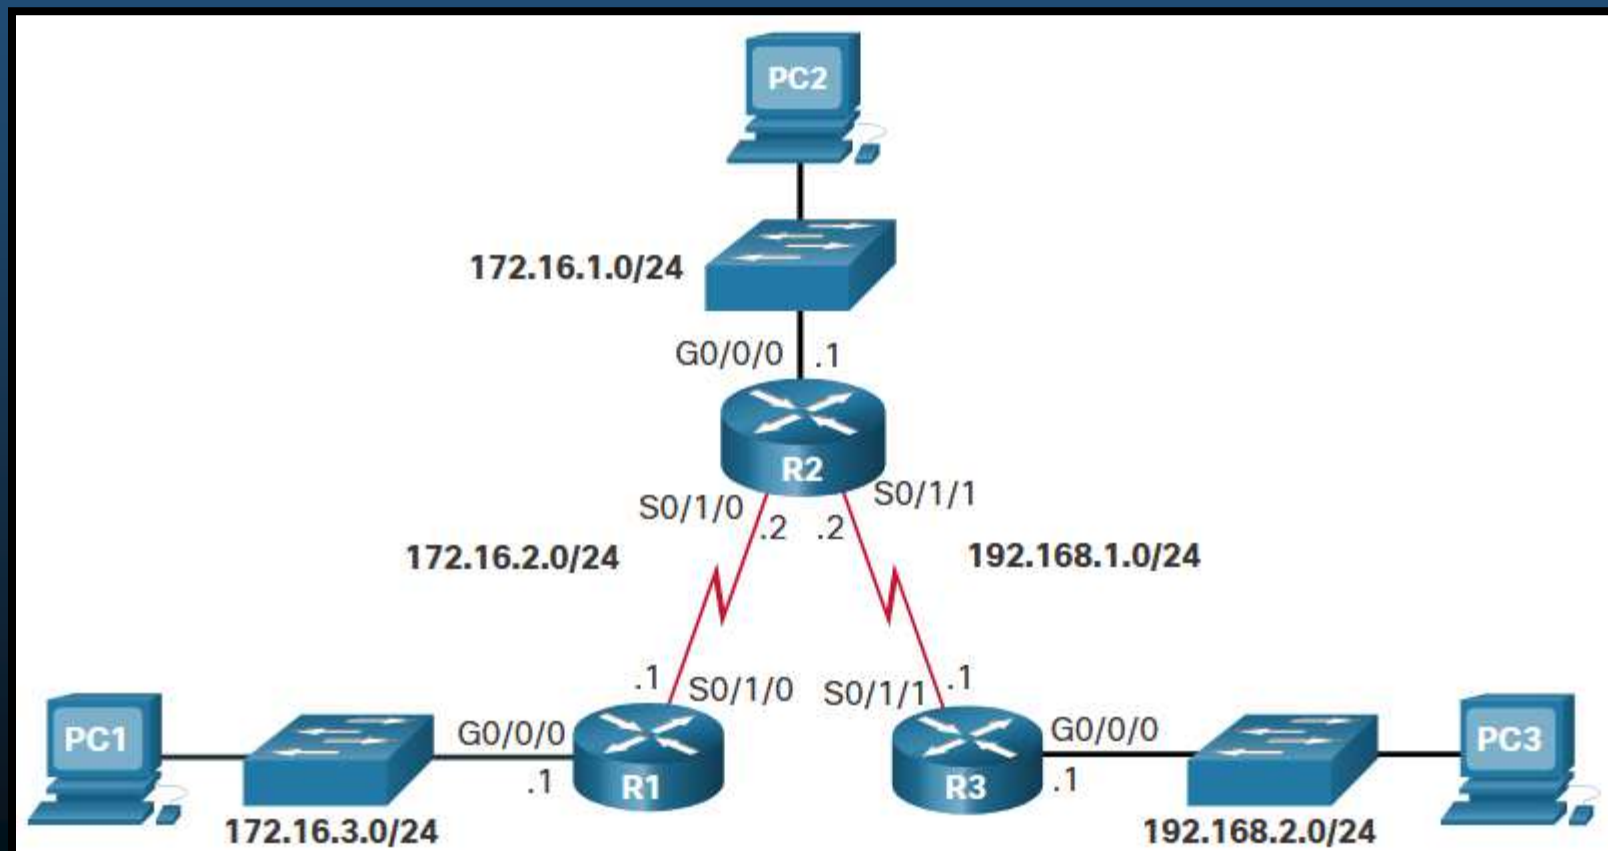 PC2
172.16.1.0/24
G0/0/0 .1
R2
S0/1/0 .2 .2 S0/1/1
172.16.2.0/24 192.168.1.0/24
.1 S0/1/0 S0/1/1 .1
PC1 G0/0/0 .1 R1 R3 G0/0/0 .1 PC3
172.16.3.0/24 192.168.2.0/24